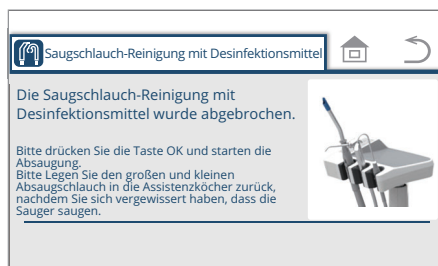 Saugschlauch-Reinigung mit Desinfektionsmittel
Die Saugschlauch-Reinigung mit
Desinfektionsmittel wurde abgebrochen.
Bitte drücken Sie die Taste OK und starten die
Absaugung.
Bitte Legen Sie den großen und kleinen
Absaugschlauch in die Assistenzköcher zurück,
nachdem Sie sich vergewissert haben, dass die
Sauger saugen.